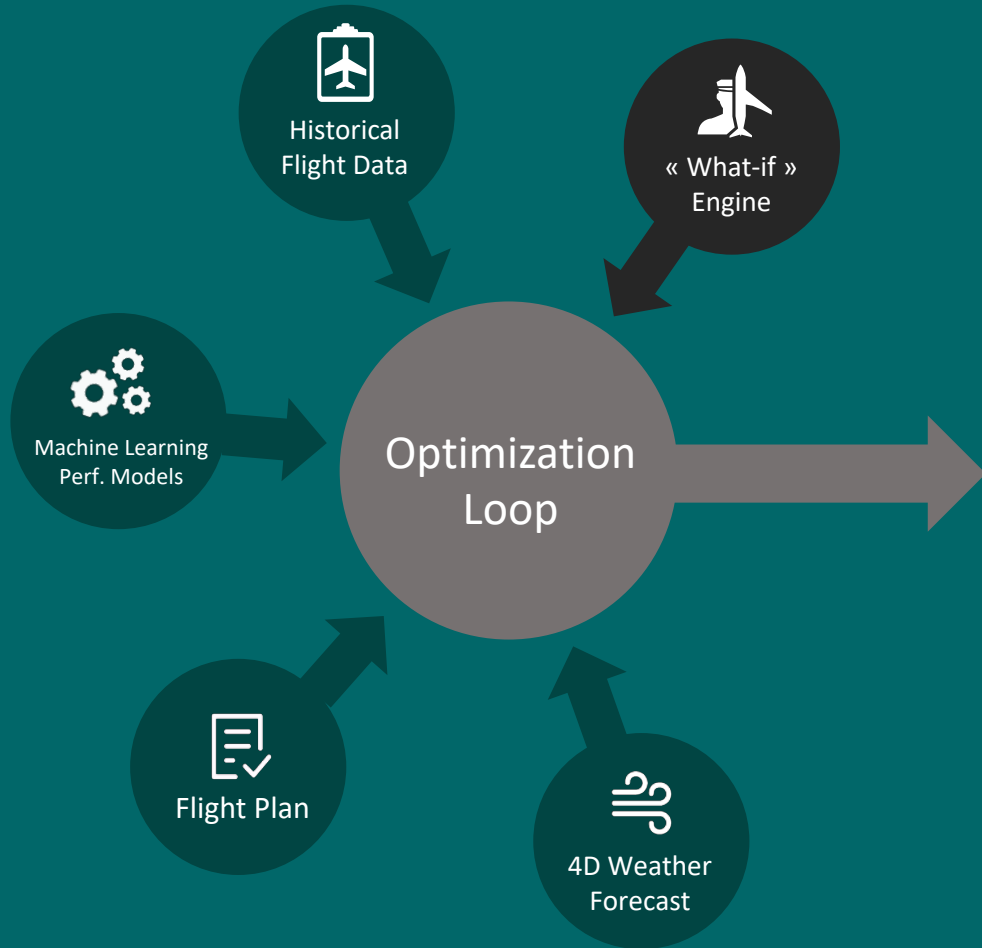 Historical
Flight Data
« What-if »
Engine
Machine Learning
Perf. Models
Optimization
Loop
Flight Plan
4D Weather
Forecast